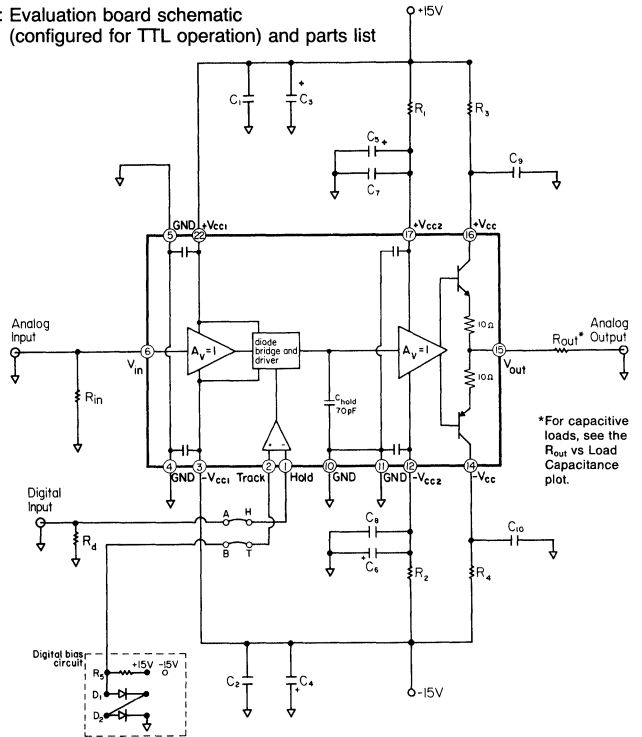 : Evaluation board schematic
(configured for TTL operation) and parts list
+15V
C1
+
C3
R1
R3
C5 +
C7
C9
5 GND
22 +VCC1
17 +VCC2
16 +VCC
10Ω
10Ω
Analog
Input
6
Vin
AV=1
diode
bridge and
driver
AV=1
15
Vout
Rout*
Analog
Output
Rin
Chold
70pF
+ -
*For capacitive
loads, see the
Rout vs Load
Capacitance
plot.
4 GND
3 -VCC1
2 Track
1 Hold
10 GND
11 GND
12 -VCC2
14 -VCC
Digital
Input
Rd
A H
B T
C8
+
C6
R2
R4
C10
Digital bias
circuit
R5
+15V -15V
D1
D2
C2
C4
+
-15V